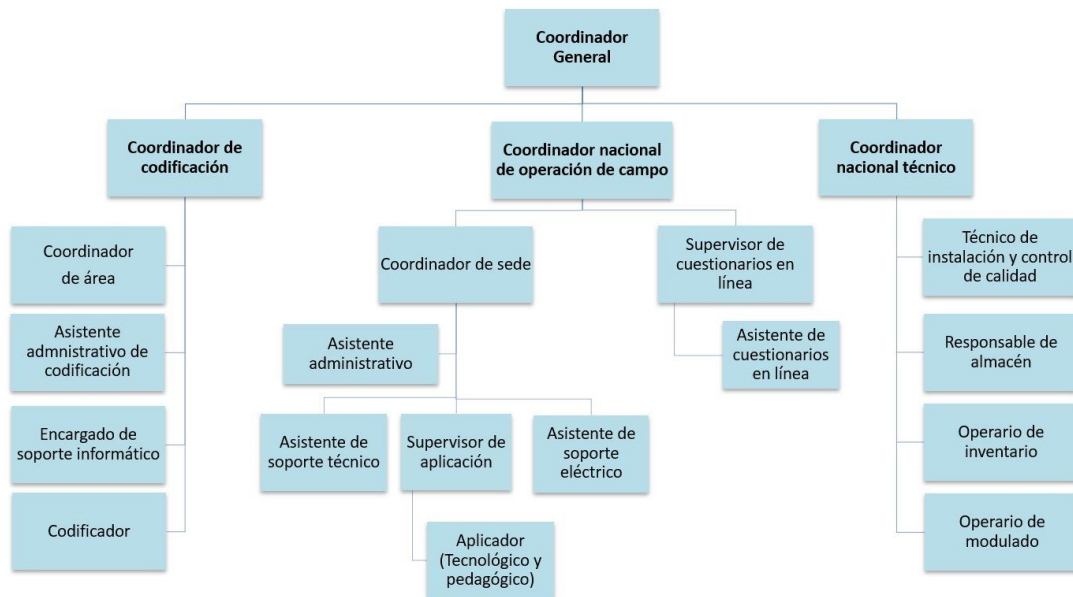 Coordinador
General
Coordinador de
codificación
Coordinador nacional
de operación de campo
Coordinador
nacional técnico
Coordinador
de área
Asistente
admnistrativo de
codificación
Encargado de
soporte informático
Codificador
Coordinador de sede
Supervisor de
cuestionarios en
línea
Asistente
administrativo
Asistente de
cuestionarios
en línea
Asistente de
soporte técnico
Supervisor de
aplicación
Asistente de
soporte
eléctrico
Aplicador
(Tecnológico y
pedagógico)
Técnico de
instalación y control
de calidad
Responsable de
almacén
Operario de
inventario
Operario de
modulado